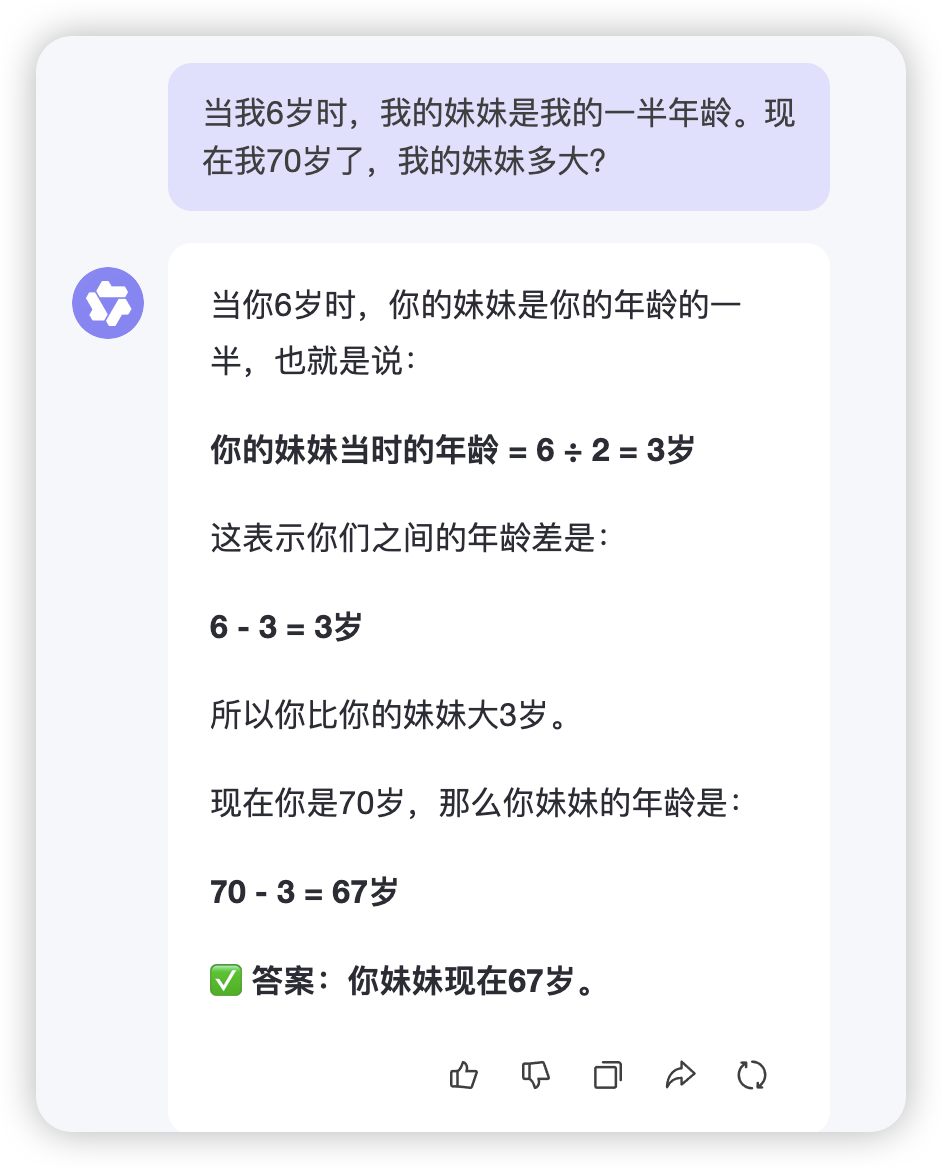 当我6岁时，我的妹妹是我的一半年龄。现
在我70岁了，我的妹妹多大?
当你6岁时，你的妹妹是你的年龄的一
半，也就是说：
你的妹妹当时的年龄 = 6 ÷ 2 = 3岁
这表示你们之间的年龄差是：
6 - 3 = 3岁
所以你比你的妹妹大3岁。
现在你是70岁，那么你妹妹的年龄是：
70 - 3 = 67岁
✅ 答案：你妹妹现在67岁。